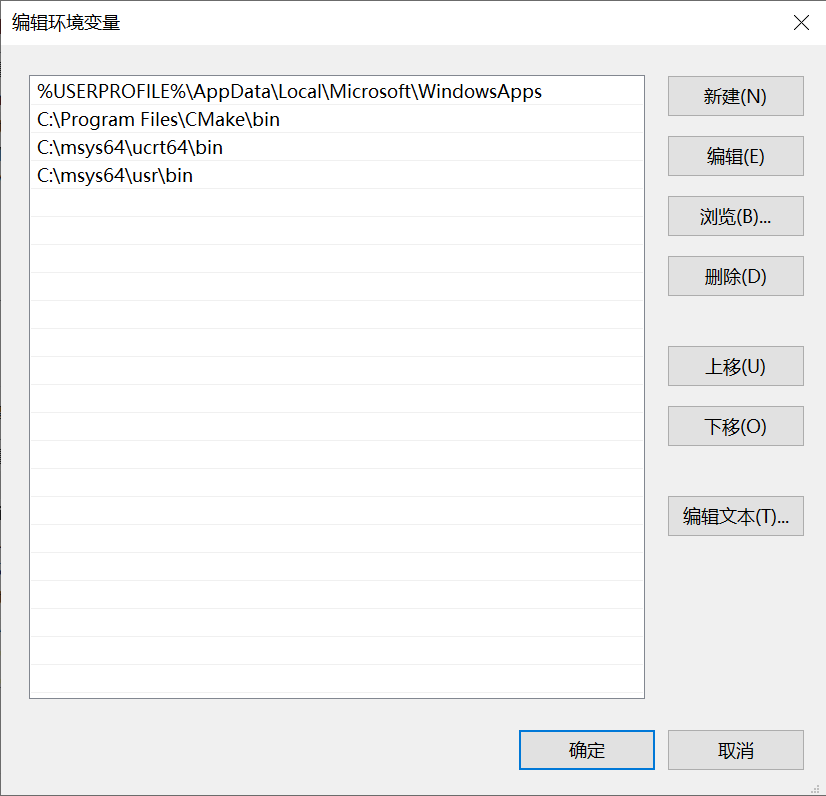 编辑环境变量
%USERPROFILE%\AppData\Local\Microsoft\WindowsApps
C:\Program Files\CMake\bin
C:\msys64\ucrt64\bin
C:\msys64\usr\bin
新建(N)
编辑(E)
浏览(B)...
删除(D)
上移(U)
下移(O)
编辑文本(T)...
确定
取消